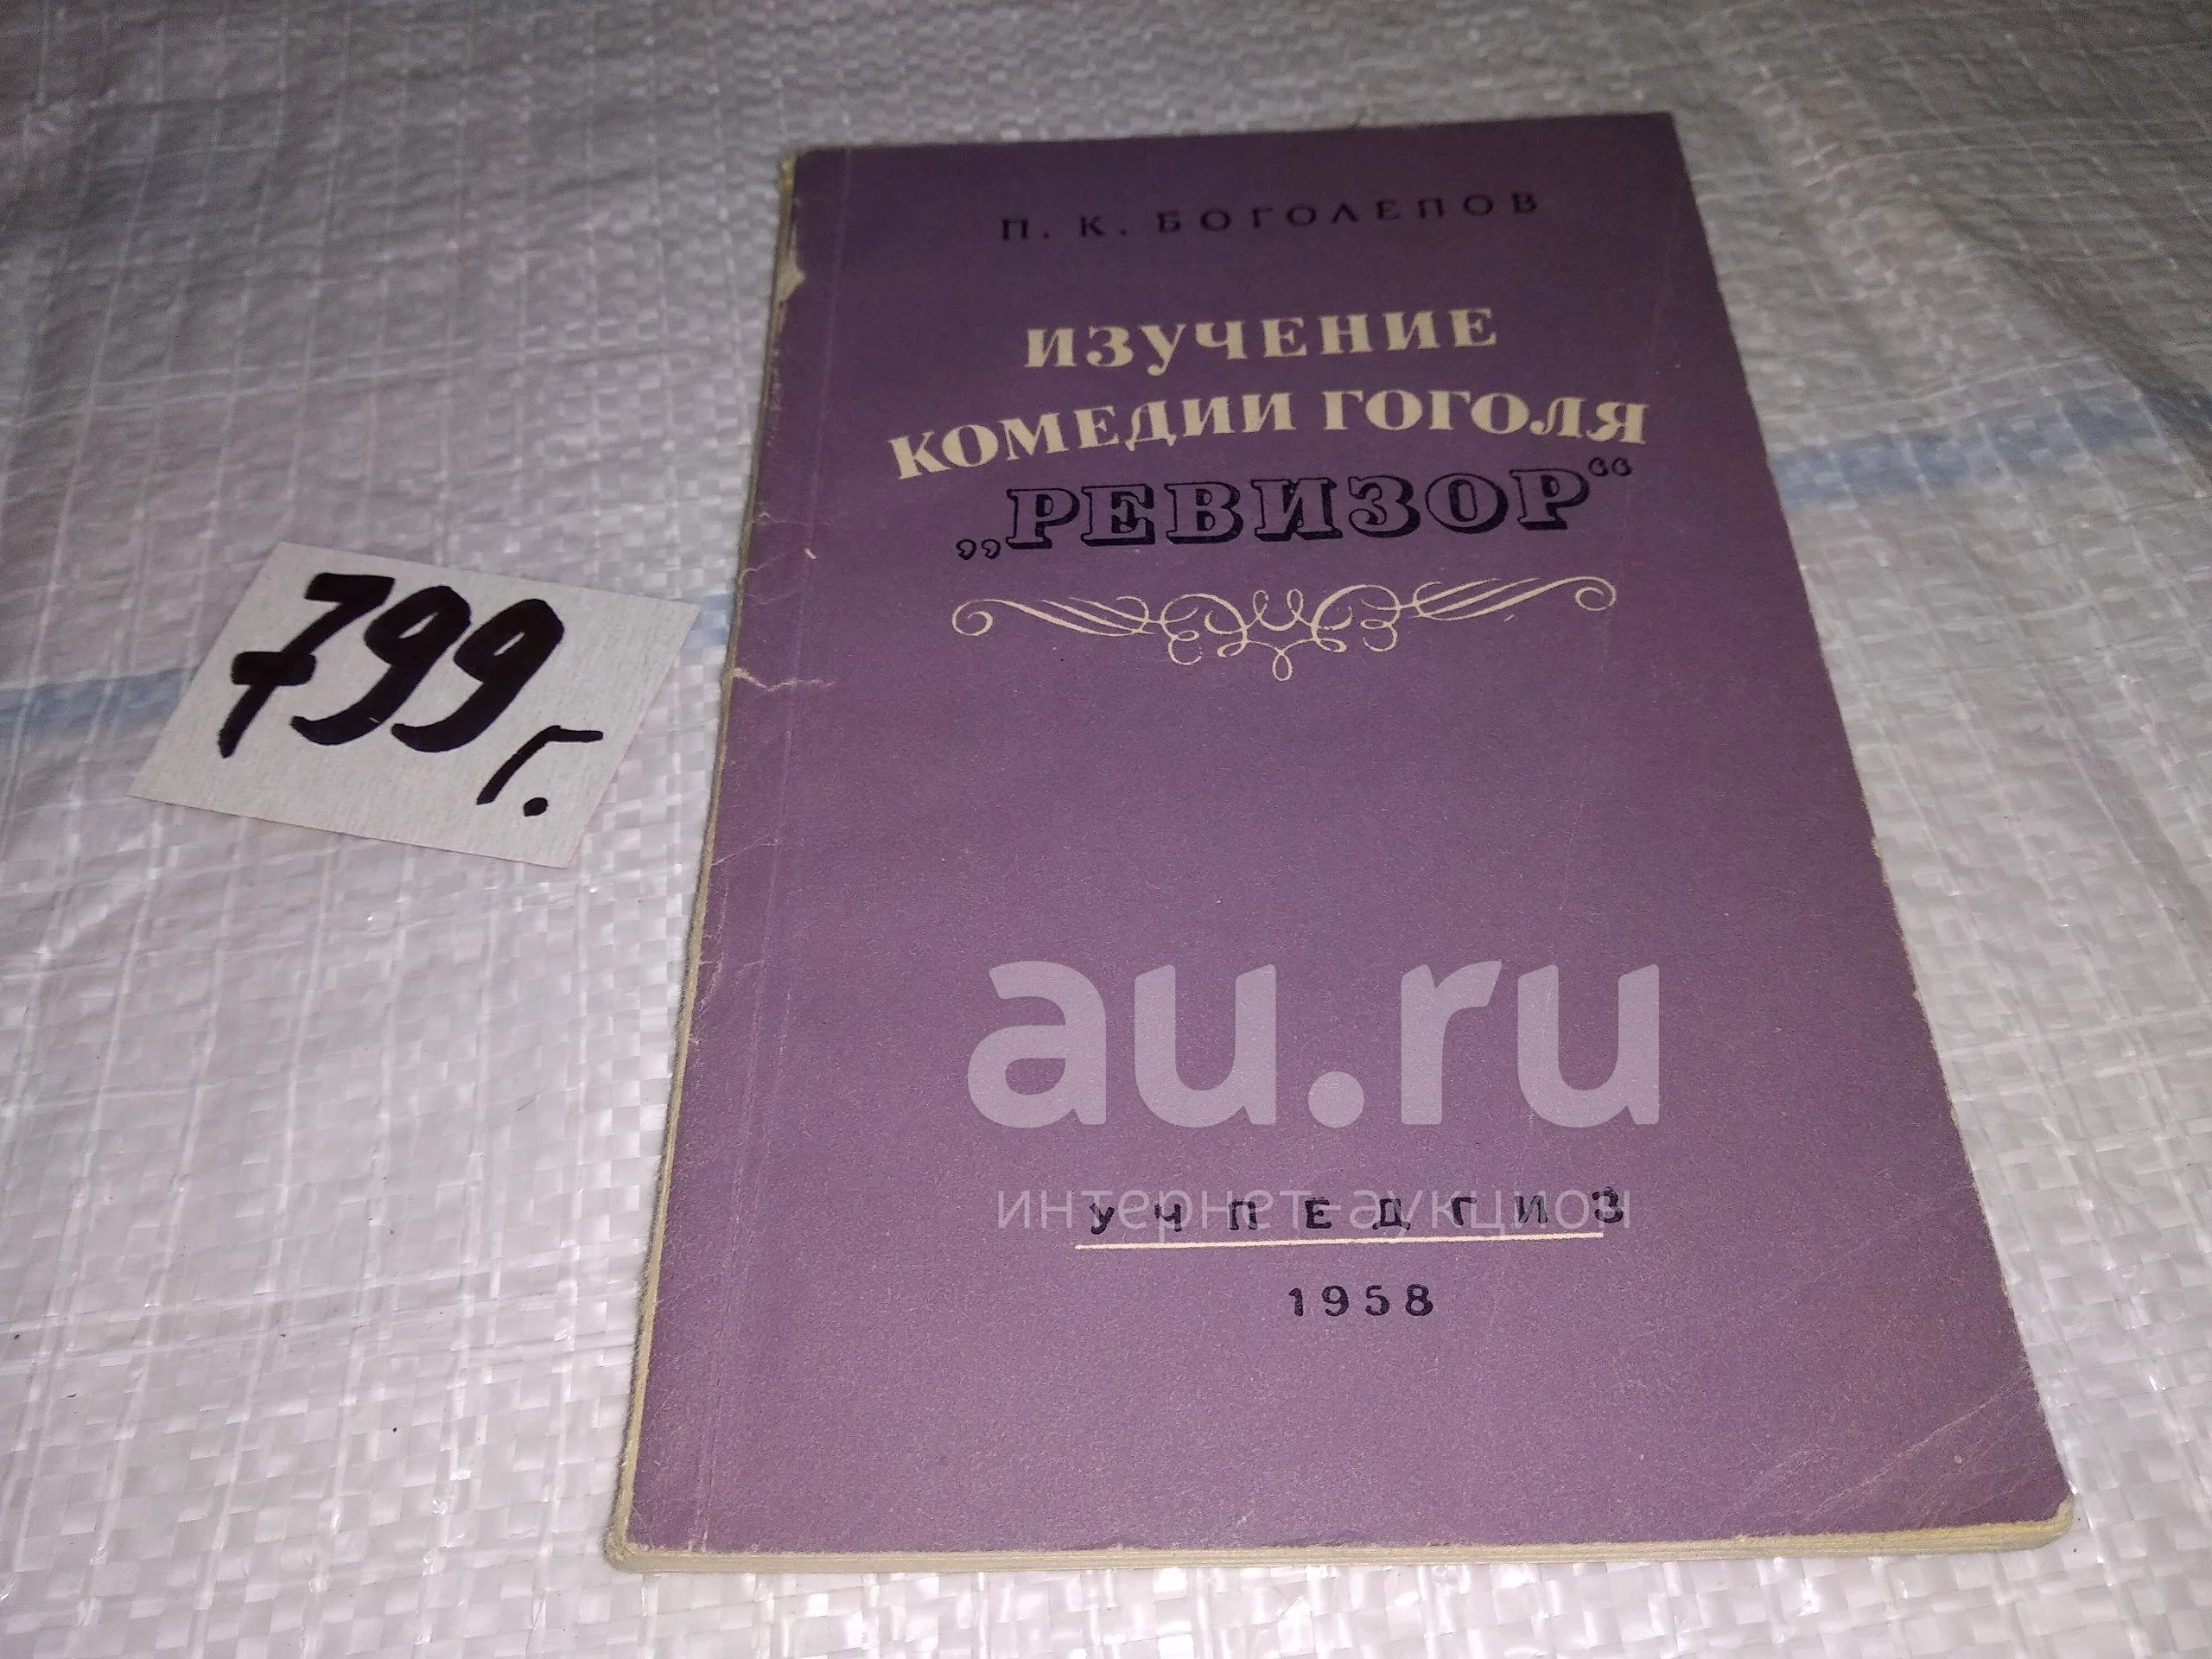 П. К. БОГОЛЕПОВ
ИЗУЧЕНИЕ
КОМЕДИИ ГОГОЛЯ
„РЕВИЗОР“
799 г.
au.ru
интернет-аукцион
УЧПЕДГИЗ
1958